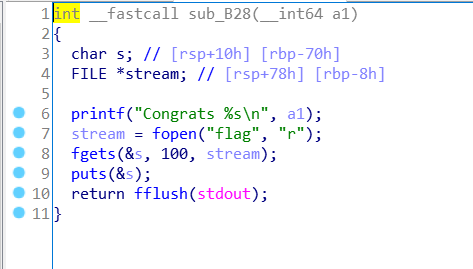 1 int __fastcall sub_B28(__int64 a1)
2 {
3 char s; // [rsp+10h] [rbp-70h]
4 FILE *stream; // [rsp+78h] [rbp-8h]
5
6 printf("Congrats %s\n", a1);
7 stream = fopen("flag", "r");
8 fgets(&s, 100, stream);
9 puts(&s);
10 return fflush(stdout);
11 }